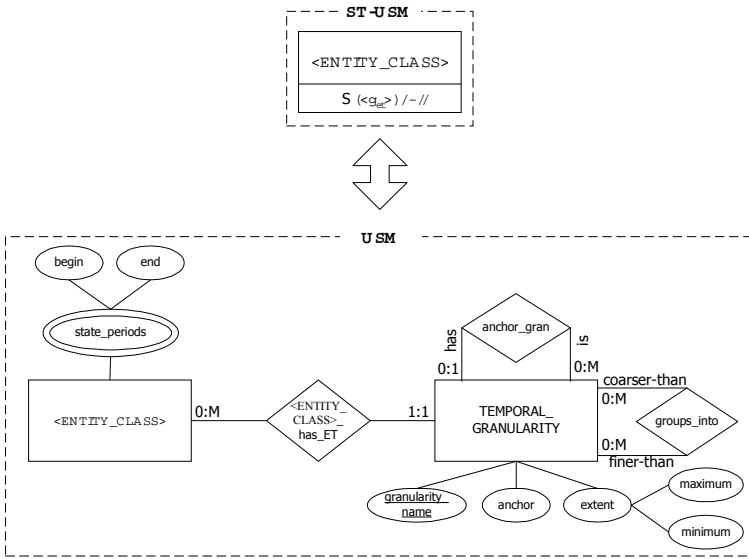 ST-USM
<ENTITY_CLASS>
S (<g_et>) / - //
USM
begin
end
state_periods
<ENTITY_CLASS>
0:M
<ENTITY_
CLASS>_
has_ET
1:1
has
anchor_gran
is
0:1
0:M
TEMPORAL_
GRANULARITY
coarser-than
0:M
groups_into
0:M
finer-than
granularity_
name
anchor
extent
maximum
minimum